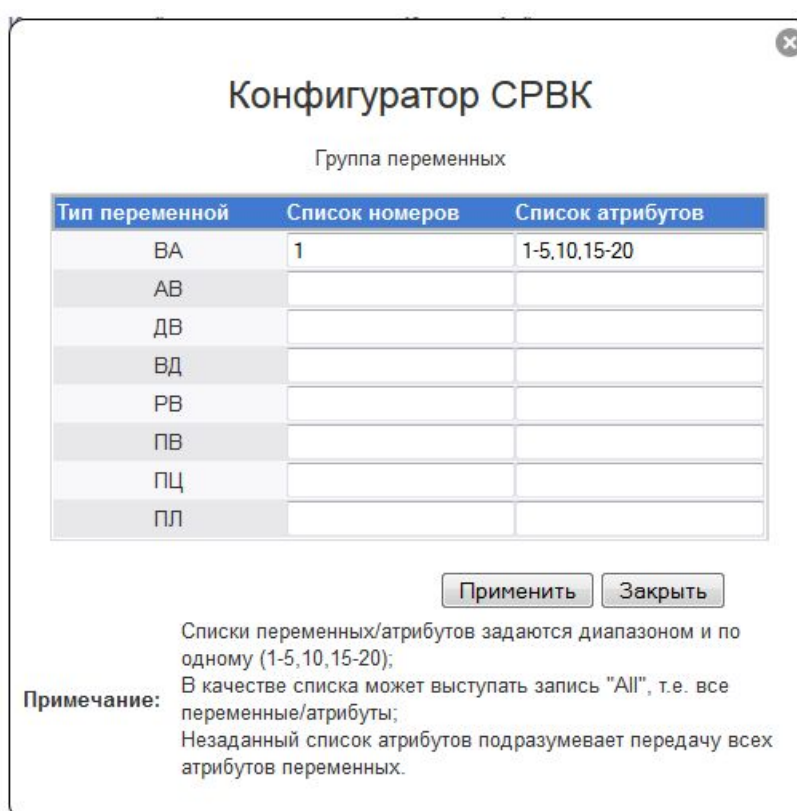 Конфигуратор СРВК
Группа переменных
Тип переменной Список номеров Список атрибутов
ВА 1 1-5,10,15-20
АВ
ДВ
ВД
РВ
ПВ
ПЦ
ПЛ
Применить Закрыть
Примечание:
Списки переменных/атрибутов задаются диапазоном и по
одному (1-5,10,15-20);
В качестве списка может выступать запись "All", т.е. все
переменные/атрибуты;
Незаданный список атрибутов подразумевает передачу всех
атрибутов переменных.